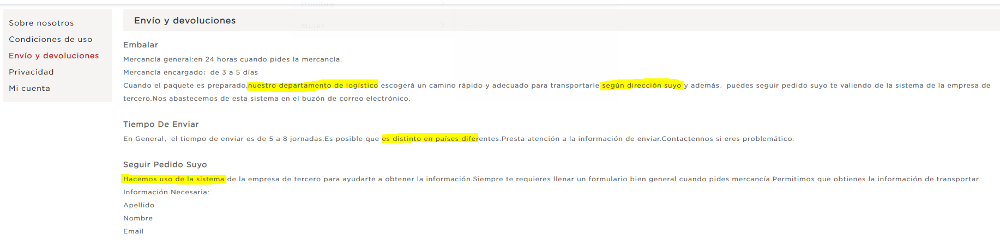 Hombre
Mujer
Sobre nosotros
Condiciones de uso
Envío y devoluciones
Privacidad
Mi cuenta
Envío y devoluciones
Embalar
Mercancía general:en 24 horas cuando pides la mercancía.
Mercancía encargado：de 3 a 5 días
Cuando el paquete es preparado,nuestro departamento de logístico escogerá un camino rápido y adecuado para transportarle según dirección suyo y además，puedes seguir pedido suyo te valiendo de la sistema de la empresa de
tercero.Nos abastecemos de esta sistema en el buzón de correo electrónico.
Tiempo De Enviar
En General，el tiempo de enviar es de 5 a 8 jornadas.Es posible que es distinto en países diferentes.Presta atención a la información de enviar.Contactennos si eres problemático.
Seguir Pedido Suyo
Hacemos uso de la sistema de la empresa de tercero para ayudarte a obtener la información.Siempre te requieres llenar un formulario bien general cuando pides mercancía.Permitimos que obtienes la información de transportar.
Información Necesaria:
Apellido
Nombre
Email